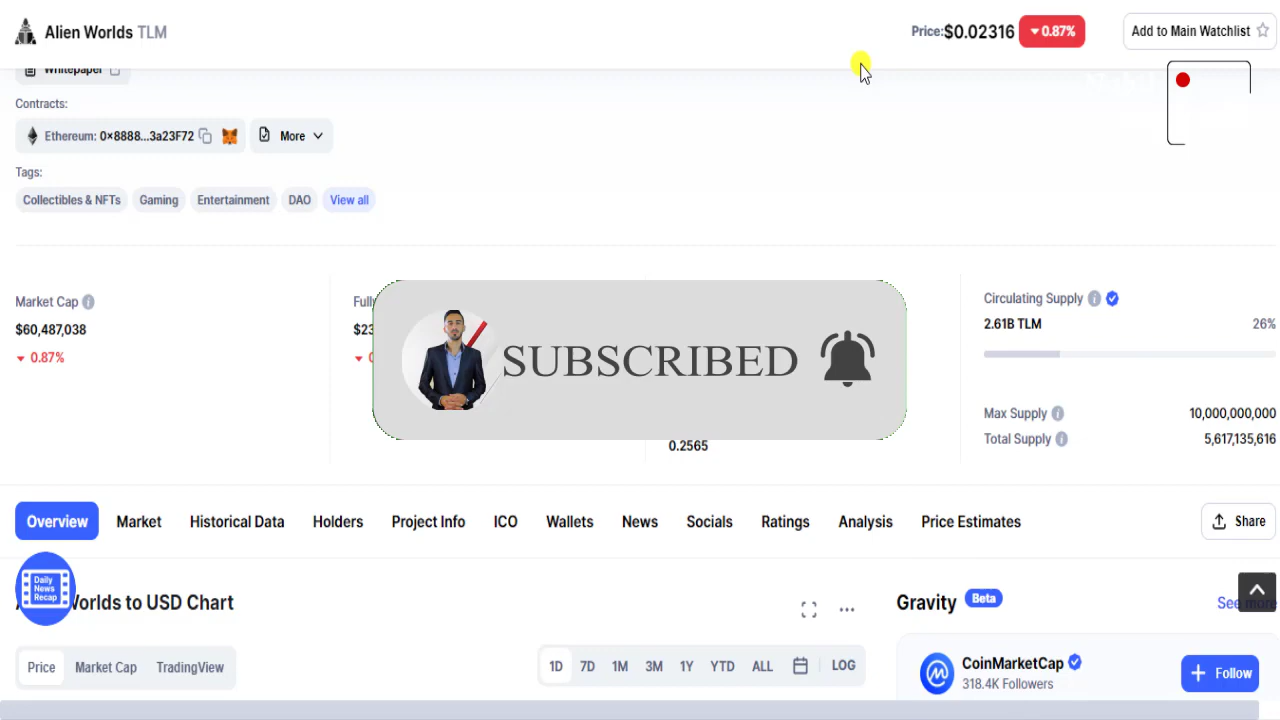 Alien Worlds TLM
Price:$0.02316 0.87%
Add to Main Watchlist
Whitepaper
Contracts:
Ethereum: 0×8888...3a23F72
More
Tags:
Collectibles & NFTs
Gaming
Entertainment
DAO
View all
Market Cap
$60,487,038
0.87%
$23
0.2565
SUBSCRIBED
Circulating Supply
2.61B TLM
26%
Max Supply
10,000,000,000
Total Supply
5,617,135,616
Overview
Market
Historical Data
Holders
Project Info
ICO
Wallets
News
Socials
Ratings
Analysis
Price Estimates
Share
Daily
News
Recap
Worlds to USD Chart
Price
Market Cap
TradingView
1D
7D
1M
3M
1Y
YTD
ALL
LOG
Gravity
Beta
See more
CoinMarketCap
318.4K Followers
Follow